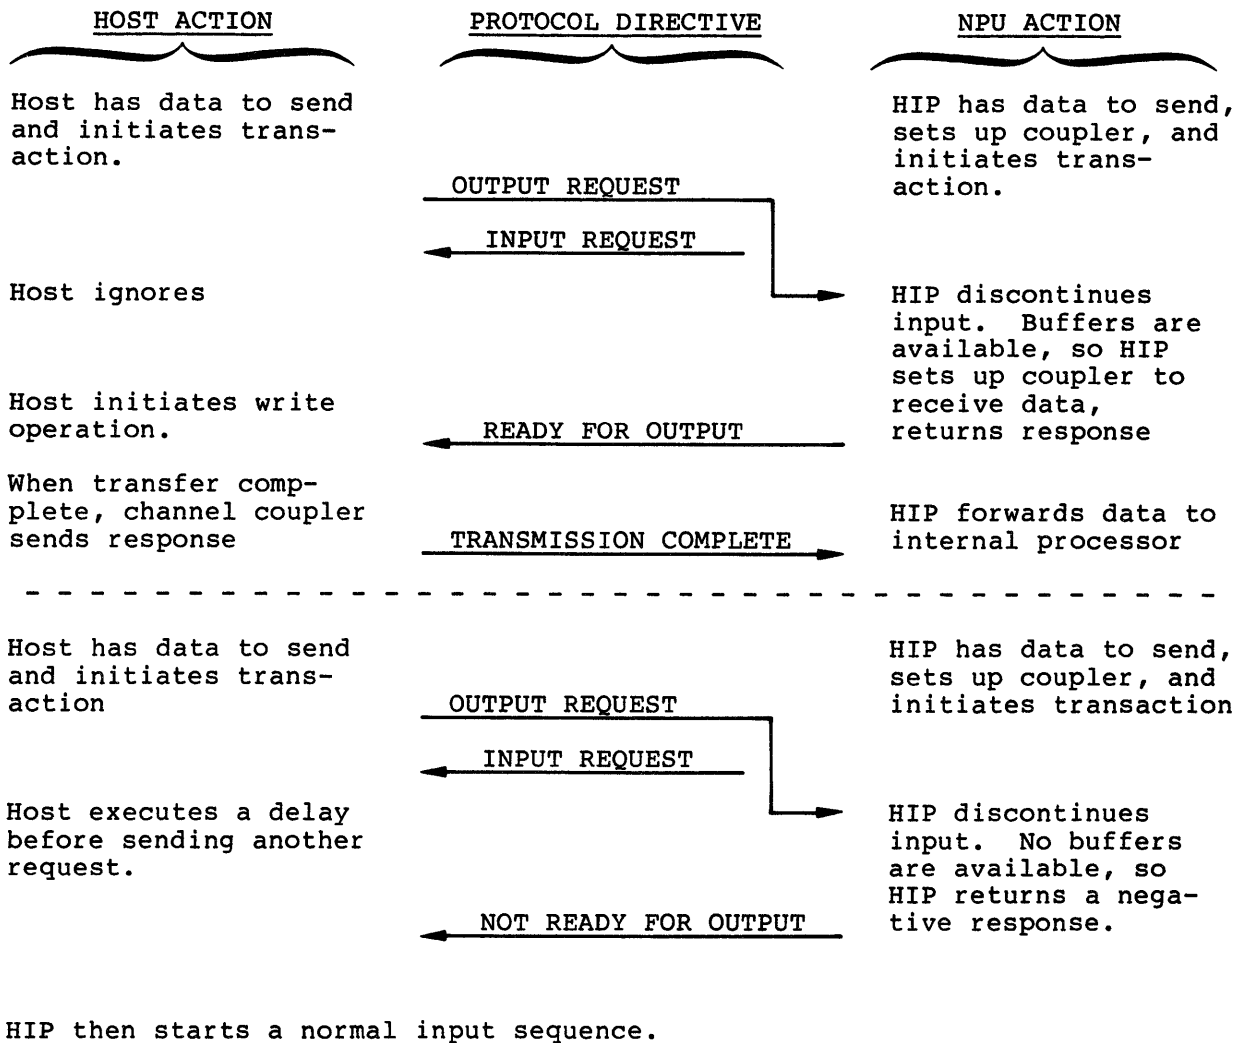 HOST ACTION
PROTOCOL DIRECTIVE
NPU ACTION
Host has data to send
and initiates trans-
action.
HIP has data to send,
sets up coupler, and
initiates trans-
action.
OUTPUT REQUEST
INPUT REQUEST
Host ignores
HIP discontinues
input.  Buffers are
available, so HIP
sets up coupler to
receive data,
returns response
Host initiates write
operation.
READY FOR OUTPUT
When transfer comp-
plete, channel coupler
sends response
TRANSMISSION COMPLETE
HIP forwards data to
internal processor
Host has data to send
and initiates trans-
action
HIP has data to send,
sets up coupler, and
initiates transaction
OUTPUT REQUEST
INPUT REQUEST
Host executes a delay
before sending another
request.
HIP discontinues
input.  No buffers
are available, so
HIP returns a nega-
tive response.
NOT READY FOR OUTPUT
HIP then starts a normal input sequence.